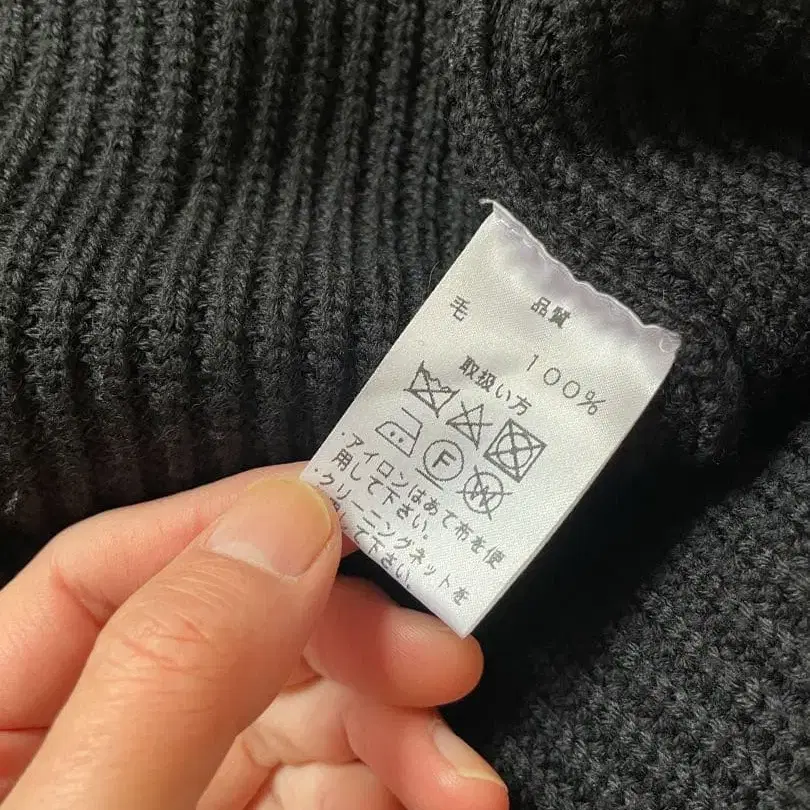 品質
毛 100%
取扱い方
F
W
・アイロンはあて布を使
用して下さい。
・クリーニングネットを
して下さい。